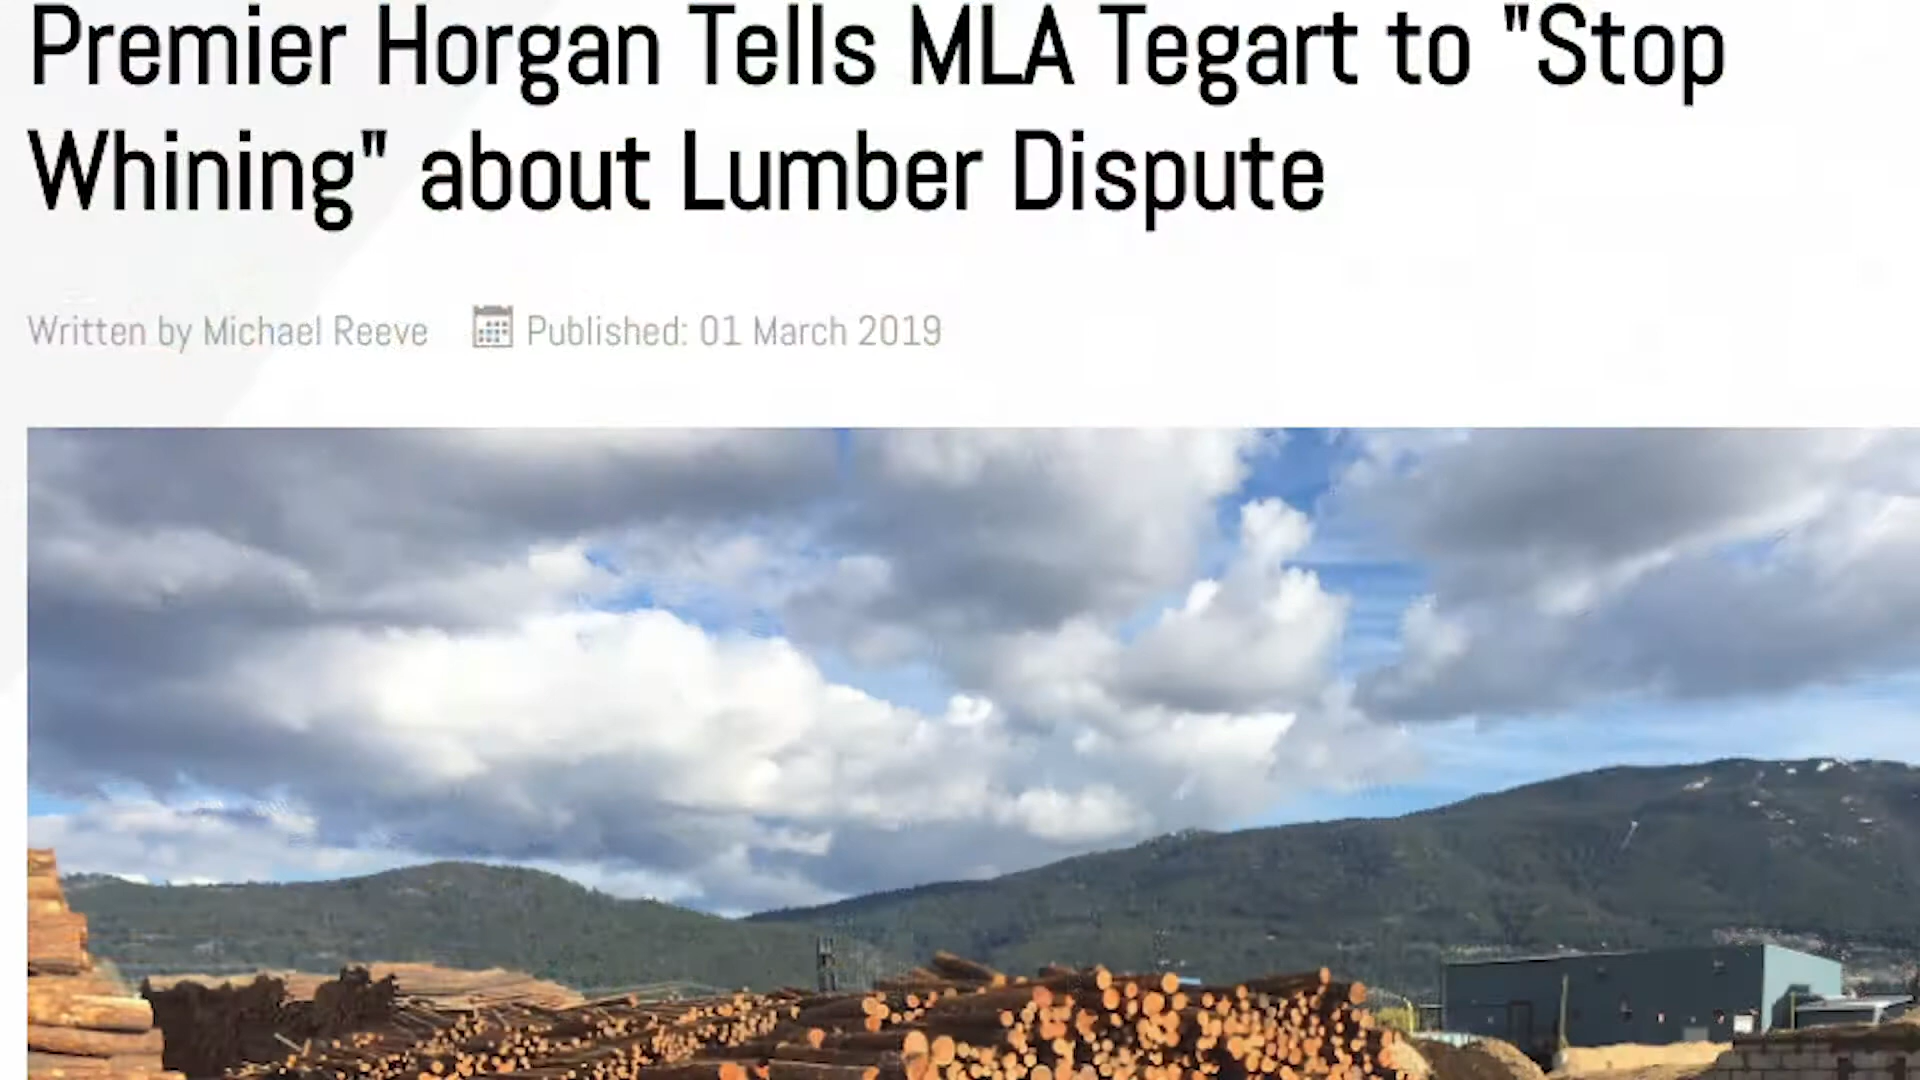 Premier Horgan Tells MLA Tegart to "Stop
Whining" about Lumber Dispute
Written by Michael Reeve Published: 01 March 2019